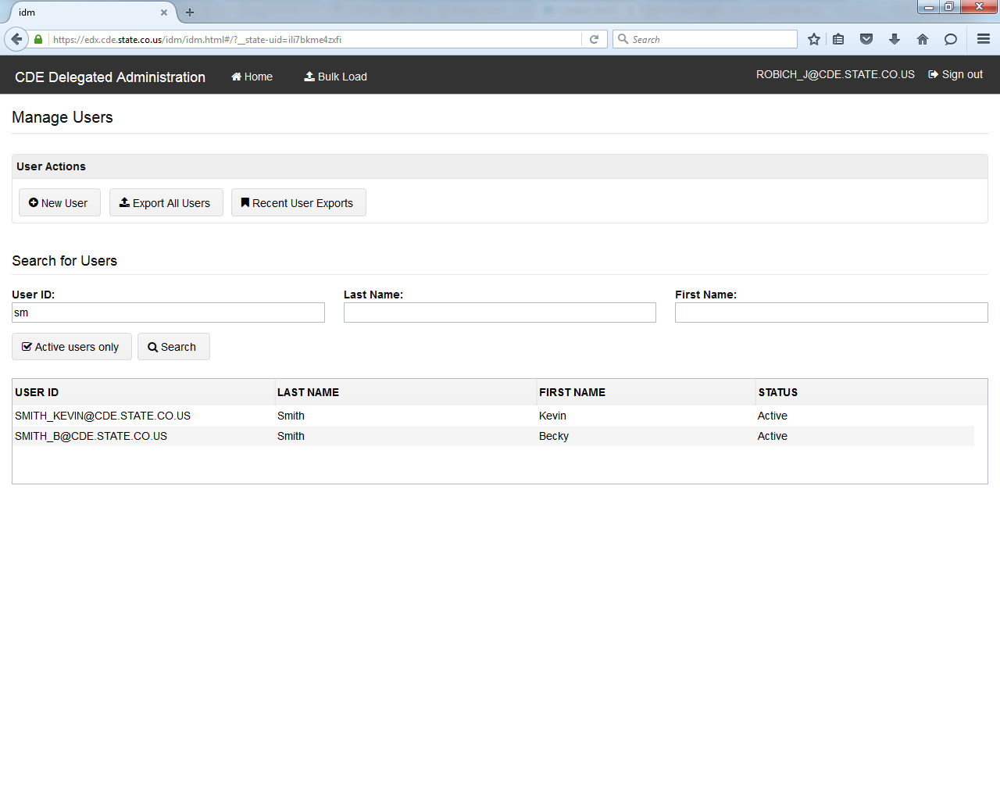 idm
https://edx.cde.state.co.us/idm/idm.html#/?__state-uid=ili7bkme4zxfi
Search
CDE Delegated Administration
Home
Bulk Load
ROBICH_J@CDE.STATE.CO.US
Sign out
Manage Users
User Actions
New User
Export All Users
Recent User Exports
Search for Users
User ID:
Last Name:
First Name:
sm
Active users only
Search
USER ID LAST NAME FIRST NAME STATUS
SMITH_KEVIN@CDE.STATE.CO.US Smith Kevin Active
SMITH_B@CDE.STATE.CO.US Smith Becky Active